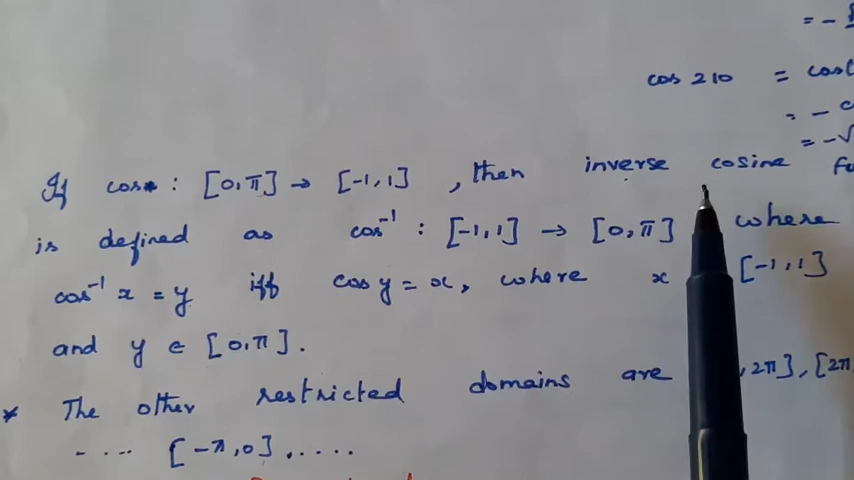 = -
cos 210 = cos(
= - c
= -√
If cos : [0,π] → [-1,1] , then inverse cosine fu
is defined as cos⁻¹ : [-1,1] → [0,π] where
cos⁻¹ x = y iff cos y = x, where x [-1,1]
and y ∈ [0,π].
* The other restricted domains are , 2π], [2π
- ... [-π,0], .....